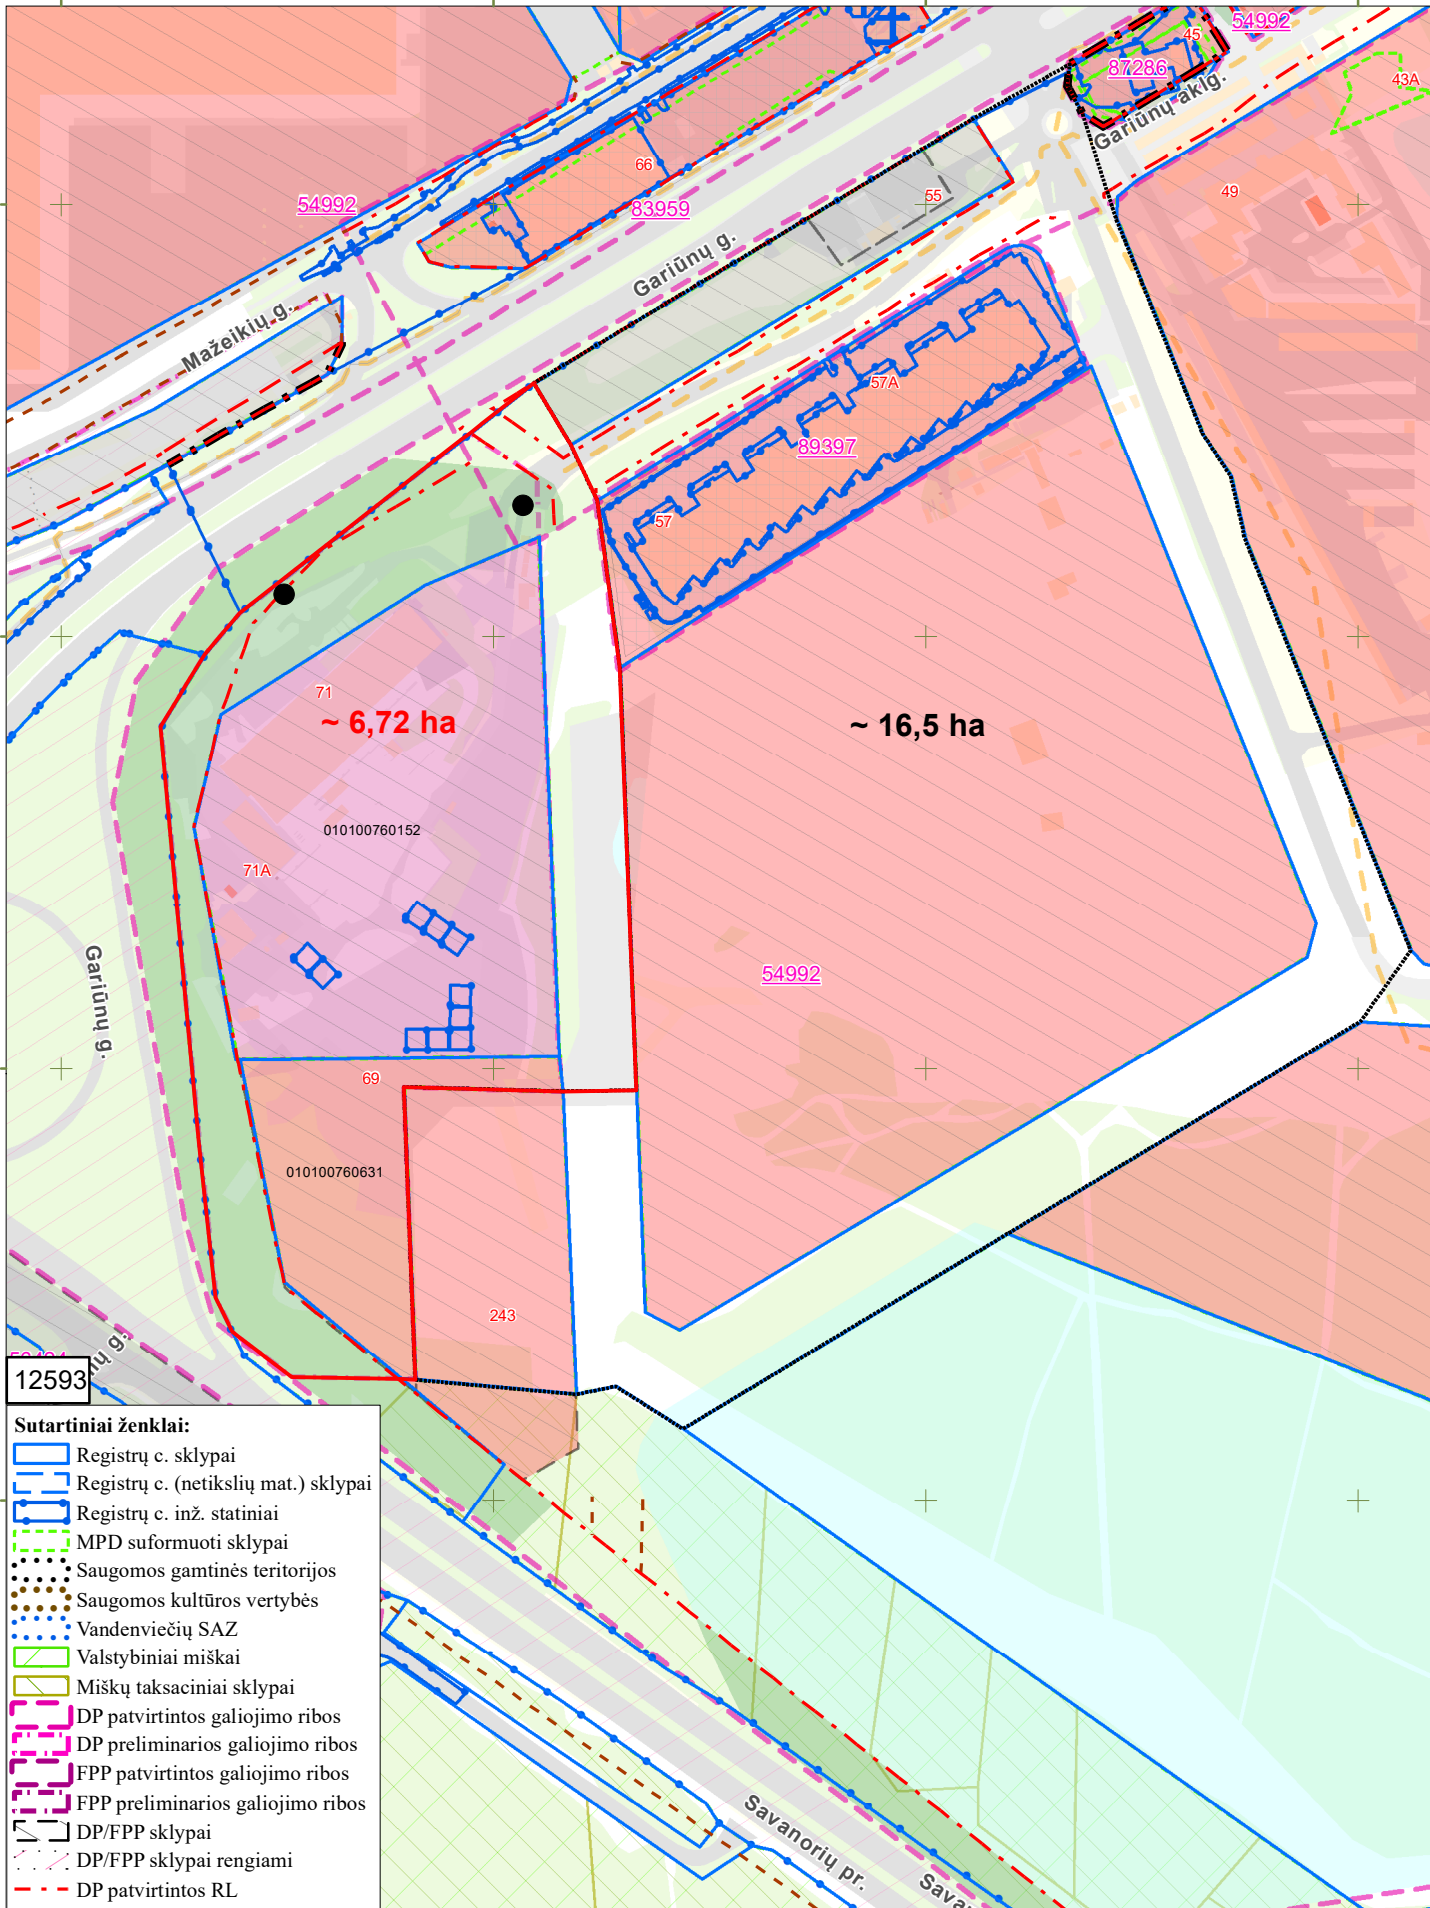 54992
45
87286
43A
Gariūnų aklg.
66
54992
83959
55
49
Gariūnų g.
Mažeikių g.
57A
89397
57
71
~ 6,72 ha
~ 16,5 ha
010100760152
71A
Gariūnų g.
54992
69
010100760631
243
12593
Sutartiniai ženklai:
Registrų c. sklypai
Registrų c. (netikslių mat.) sklypai
Registrų c. inž. statiniai
MPD suformuoti sklypai
Saugomos gamtinės teritorijos
Saugomos kultūros vertybės
Vandenviečių SAZ
Valstybiniai miškai
Miškų taksaciniai sklypai
DP patvirtintos galiojimo ribos
DP preliminarios galiojimo ribos
FPP patvirtintos galiojimo ribos
FPP preliminarios galiojimo ribos
DP/FPP sklypai
DP/FPP sklypai rengiami
DP patvirtintos RL
Savanorių pr.